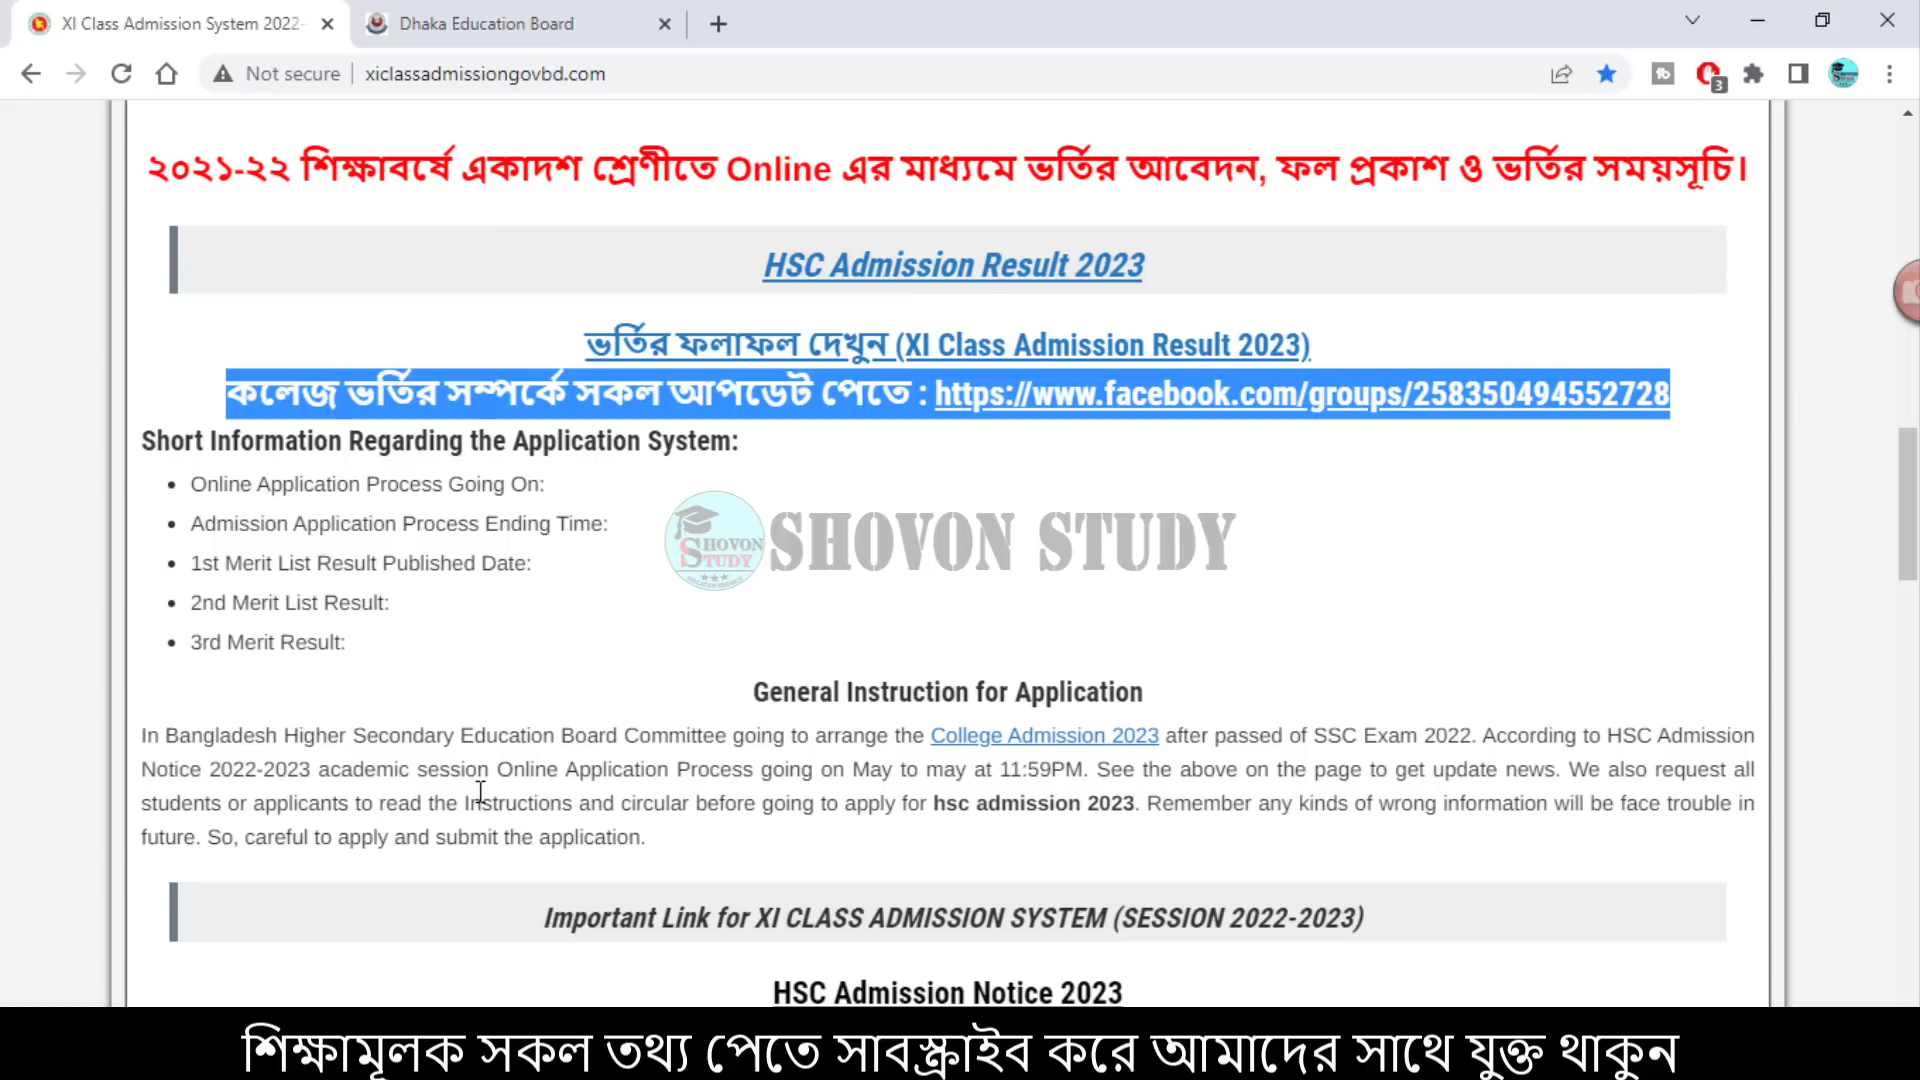 XI Class Admission System 2022-
Dhaka Education Board
Not secure
xiclassadmissiongovbd.com
3
২০২১-২২ শিক্ষাবর্ষে একাদশ শ্রেণীতে Online এর মাধ্যমে ভর্তির আবেদন, ফল প্রকাশ ও ভর্তির সময়সূচি।
HSC Admission Result 2023
ভর্তির ফলাফল দেখুন (XI Class Admission Result 2023)
কলেজ ভর্তির সম্পর্কে সকল আপডেট পেতে : https://www.facebook.com/groups/258350494552728
Short Information Regarding the Application System:
Online Application Process Going On:
Admission Application Process Ending Time:
1st Merit List Result Published Date:
2nd Merit List Result:
3rd Merit Result:
SHOVON STUDY
SHOVON STUDY
General Instruction for Application
In Bangladesh Higher Secondary Education Board Committee going to arrange the College Admission 2023 after passed of SSC Exam 2022. According to HSC Admission
Notice 2022-2023 academic session Online Application Process going on May to may at 11:59PM. See the above on the page to get update news. We also request all
students or applicants to read the Instructions and circular before going to apply for hsc admission 2023. Remember any kinds of wrong information will be face trouble in
future. So, careful to apply and submit the application.
Important Link for XI CLASS ADMISSION SYSTEM (SESSION 2022-2023)
HSC Admission Notice 2023
শিক্ষামূলক সকল তথ্য পেতে সাবস্ক্রাইব করে আমাদের সাথে যুক্ত থাকুন